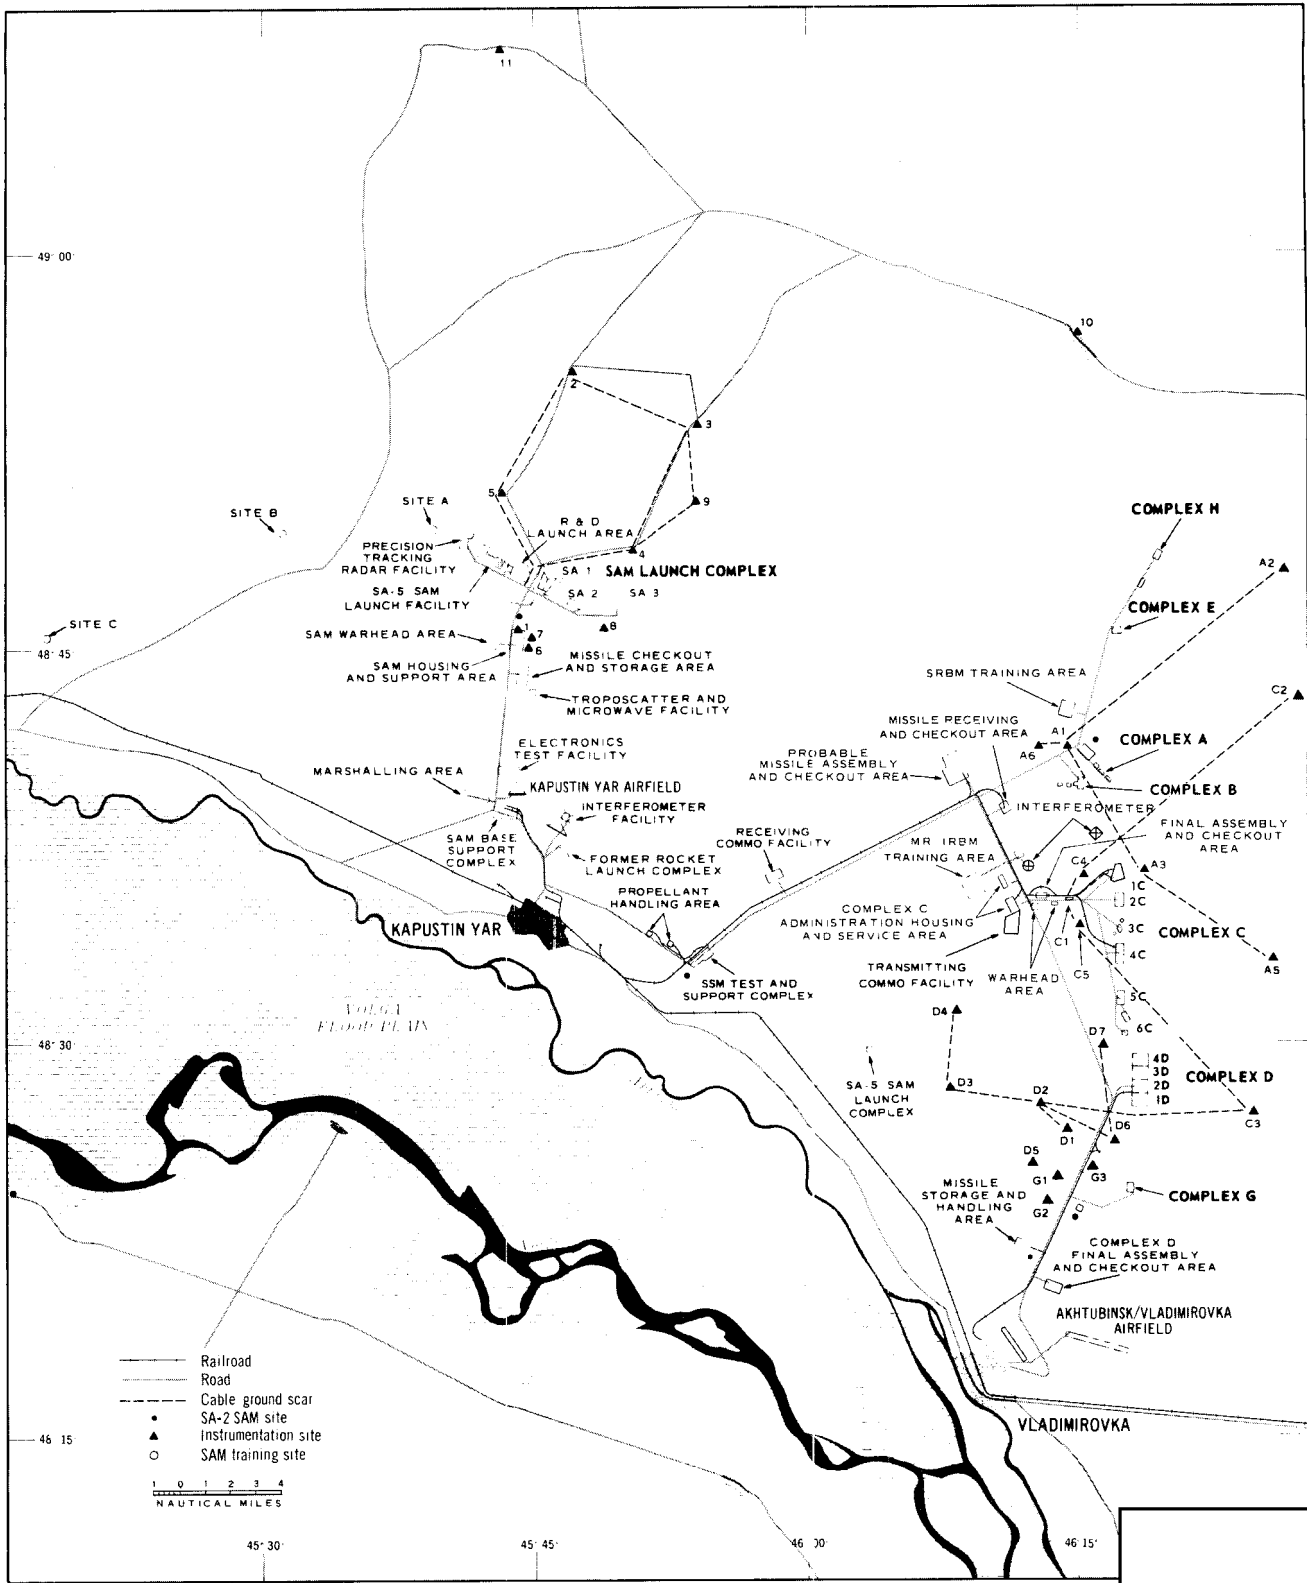 11
49° 00'
10
2
3
5
9
4
SITE A
SITE B
R & D
LAUNCH AREA
PRECISION
TRACKING
RADAR FACILITY
SA 1
SAM LAUNCH COMPLEX
SA-5 SAM
LAUNCH FACILITY
SA 2
SA 3
COMPLEX H
A2
COMPLEX E
SITE C
SAM WARHEAD AREA
1
7
8
6
48° 45'
SAM HOUSING
AND SUPPORT AREA
MISSILE CHECKOUT
AND STORAGE AREA
TROPOSCATTER AND
MICROWAVE FACILITY
SRBM TRAINING AREA
C2
MISSILE RECEIVING
AND CHECKOUT AREA
A1
A6
COMPLEX A
PROBABLE
MISSILE ASSEMBLY
AND CHECKOUT AREA
ELECTRONICS
TEST FACILITY
MARSHALLING AREA
KAPUSTIN YAR AIRFIELD
COMPLEX B
INTERFEROMETER
FACILITY
INTERFEROMETER
FINAL ASSEMBLY
AND CHECKOUT
AREA
SAM BASE
SUPPORT
COMPLEX
RECEIVING
COMMO FACILITY
MR IRBM
TRAINING AREA
FORMER ROCKET
LAUNCH COMPLEX
C4
A3
PROPELLANT
HANDLING AREA
1C
2C
3C
4C
COMPLEX C
ADMINISTRATION HOUSING
AND SERVICE AREA
COMPLEX C
KAPUSTIN YAR
C1
C5
A5
TRANSMITTING
COMMO FACILITY
WARHEAD
AREA
SSM TEST AND
SUPPORT COMPLEX
5C
6C
VOLGA
FLOOD PLAIN
D4
D7
48° 30'
4D
3D
2D
1D
COMPLEX D
SA-5 SAM
LAUNCH
COMPLEX
D3
D2
D1
D6
C3
D5
G1
G3
G2
MISSILE
STORAGE AND
HANDLING
AREA
COMPLEX G
COMPLEX D
FINAL ASSEMBLY
AND CHECKOUT AREA
AKHTUBINSK/VLADIMIROVKA
AIRFIELD
Railroad
Road
Cable ground scar
SA-2 SAM site
Instrumentation site
SAM training site
1 0 1 2 3 4
NAUTICAL MILES
VLADIMIROVKA
46° 15'
45° 30'
45° 45'
46° 00'
46° 15'